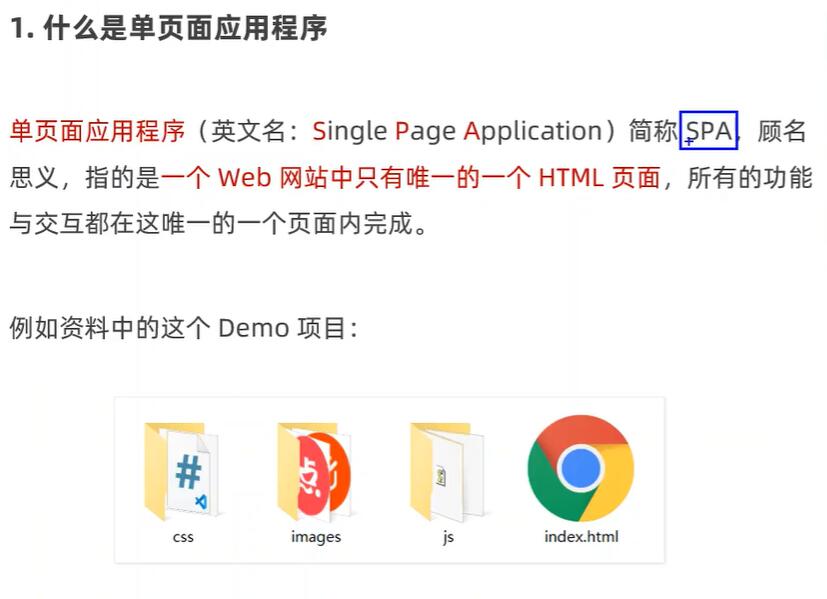 1. 什么是单页面应用程序
单页面应用程序（英文名：Single Page Application）简称 SPA，顾名
思义，指的是一个 Web 网站中只有唯一的一个 HTML 页面，所有的功能
与交互都在这唯一的一个页面内完成。
例如资料中的这个 Demo 项目：
#
点
css images js index.html